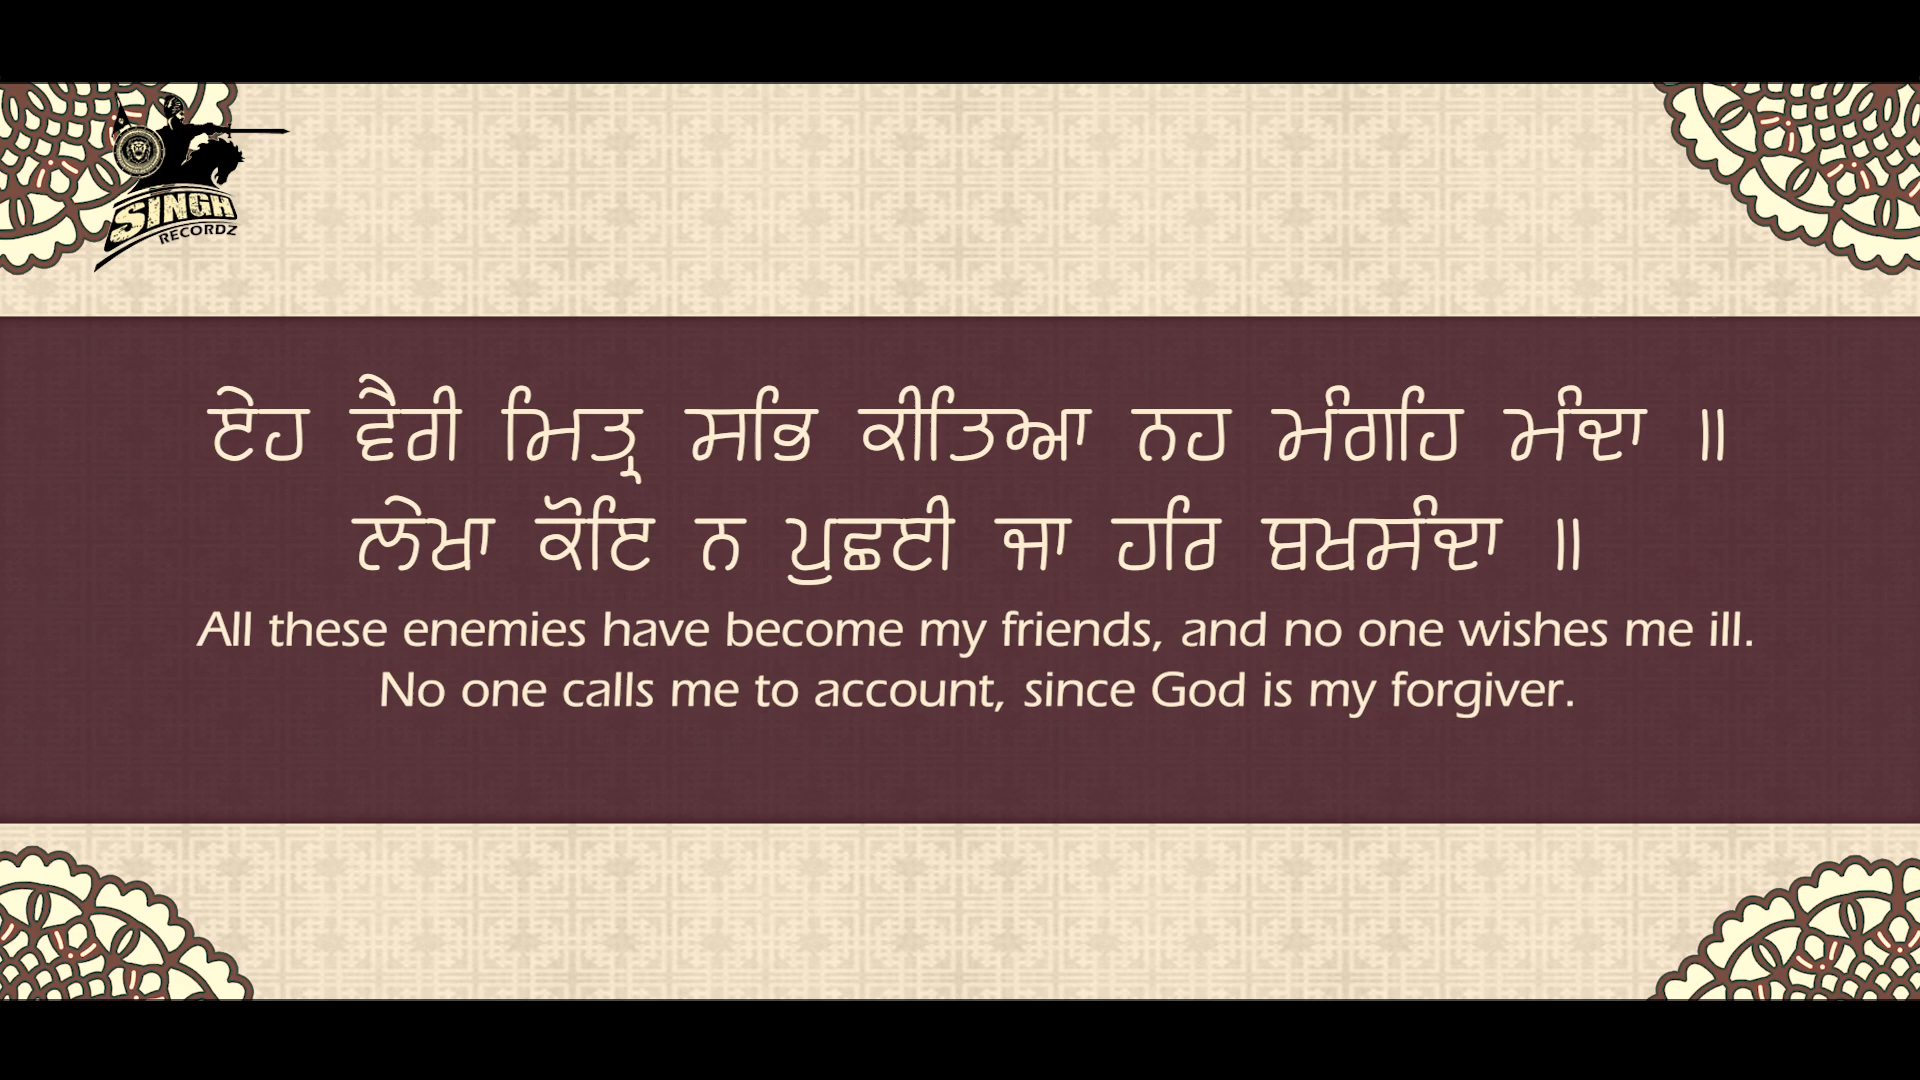 SINGH
RECORDZ
ਏਹ ਵੈਰੀ ਮਿਤ੍ਰ ਸਭਿ ਕੀਤਿਆ ਨਹ ਮੰਗਹਿ ਮੰਦਾ ॥
ਲੇਖਾ ਕੋਇ ਨ ਪੁਛਈ ਜਾ ਹਰਿ ਬਖਸੰਦਾ ॥
All these enemies have become my friends, and no one wishes me ill.
No one calls me to account, since God is my forgiver.